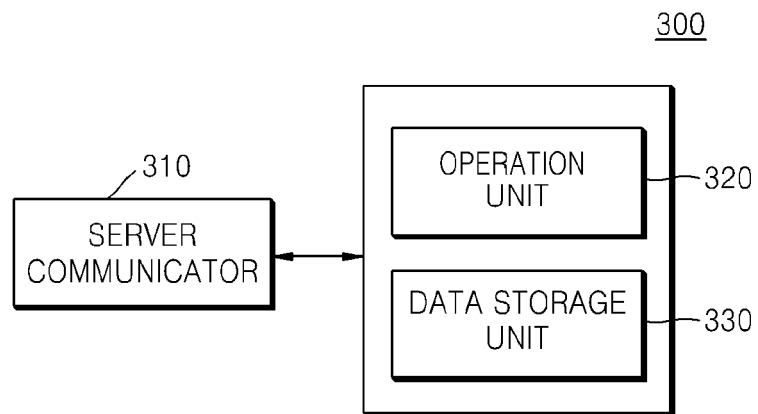 300
310
SERVER
COMMUNICATOR
OPERATION
UNIT
320
DATA STORAGE
UNIT
330